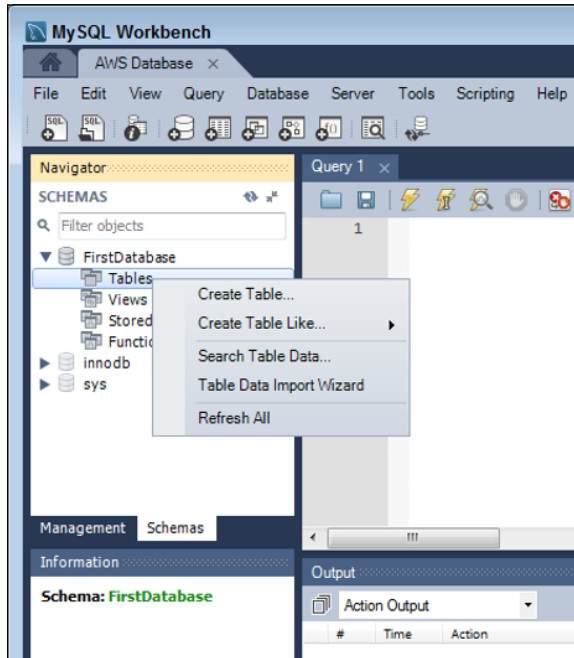 MySQL Workbench
AWS Database ×
File Edit View Query Database Server Tools Scripting Help
Navigator
SCHEMAS
Filter objects
FirstDatabase
Tables
Views
Stored
Functio
innodb
sys
Create Table...
Create Table Like...
Search Table Data...
Table Data Import Wizard
Refresh All
Management Schemas
Information
Schema: FirstDatabase
Query 1 ×
1
Output
Action Output
# Time Action